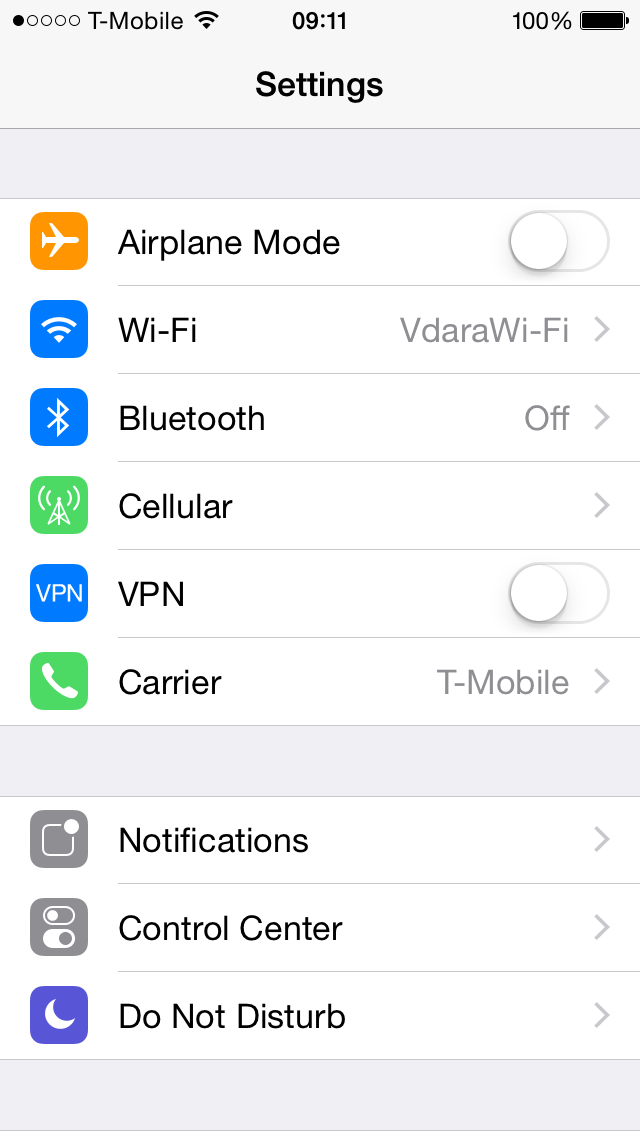 T-Mobile 09:11 100%
Settings
Airplane Mode
Wi-Fi VdaraWi-Fi
Bluetooth Off
Cellular
VPN VPN
Carrier T-Mobile
Notifications
Control Center
Do Not Disturb